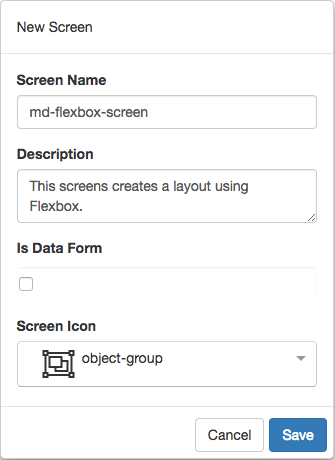 New Screen
Screen Name
md-flexbox-screen
Description
This screens creates a layout using
Flexbox.
Is Data Form
Screen Icon
object-group
Cancel
Save